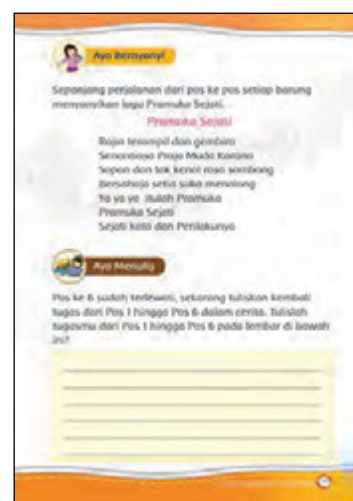 Ayo Bernyanyi
Sepanjang perjalanan dari pos ke pos setiap barung
menyanyikan lagu Pramuka Sejati.
Pramuka Sejati
Rajin terampil dan gembira
Senantiasa Praja Muda Karana
Sopan dan tak kenal rasa sombong
Bersahaja setia suka menolong
Ya ya ya itulah Pramuka
Pramuka Sejati
Sejati kata dan Perilakunya
Ayo Menulis
Pos ke 6 sudah terlewati, sekarang tuliskan kembali
tugas dari Pos 1 hingga Pos 6 dalam cerita. Tulislah
tugasmu dari Pos 1 hingga Pos 6 pada lembar di bawah
ini!